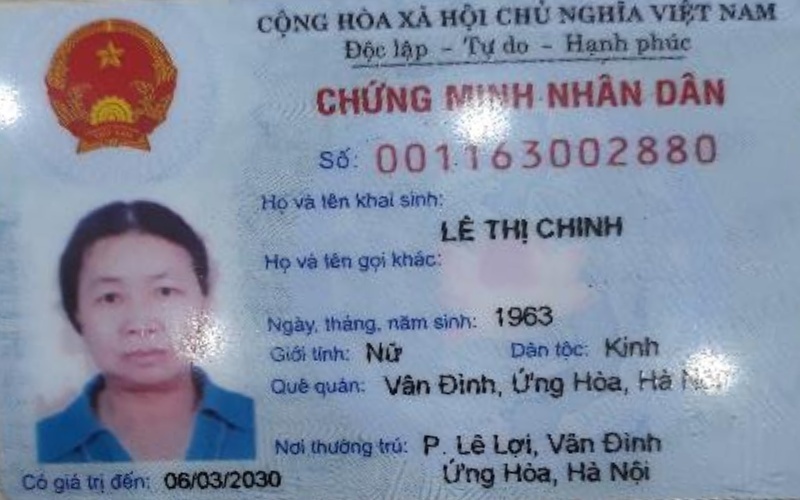 CỘNG HÒA XÃ HỘI CHỦ NGHĨA VIỆT NAM
Độc lập - Tự do - Hạnh phúc
CHỨNG MINH NHÂN DÂN
Số: 001163002880
Họ và tên khai sinh:
LÊ THỊ CHINH
Họ và tên gọi khác:
Ngày, tháng, năm sinh: 1963
Giới tính: Nữ Dân tộc: Kinh
Quê quán: Vân Đình, Ứng Hòa, Hà
Nơi thường trú: P. Lê Lợi, Vân Đình
Ứng Hòa, Hà Nội
Có giá trị đến: 06/03/2030